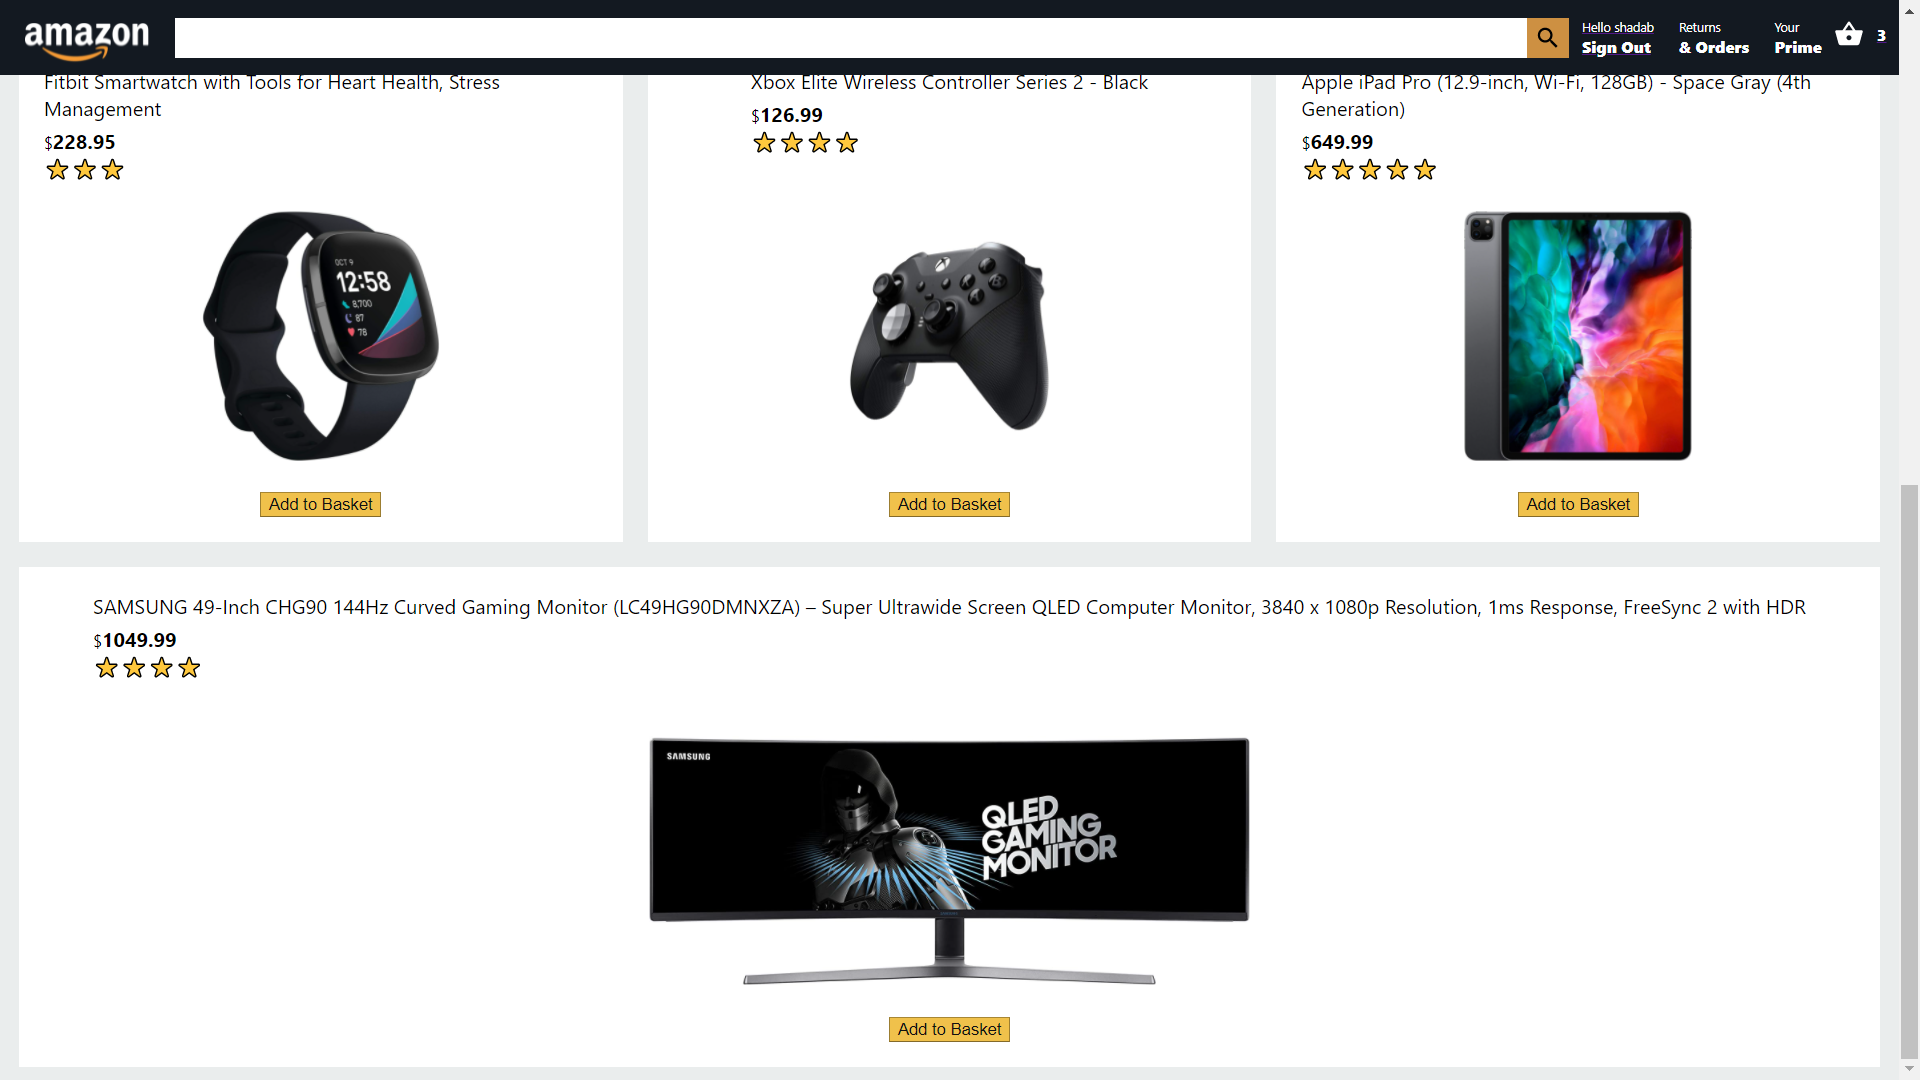 amazon
Hello shadab
Sign Out
Returns
& Orders
Your
Prime
3
Fitbit Smartwatch with Tools for Heart Health, Stress
Management
$228.95
OCT 9
12:58
8,700
87
78
Add to Basket
Xbox Elite Wireless Controller Series 2 - Black
$126.99
Add to Basket
Apple iPad Pro (12.9-inch, Wi-Fi, 128GB) - Space Gray (4th
Generation)
$649.99
Add to Basket
SAMSUNG 49-Inch CHG90 144Hz Curved Gaming Monitor (LC49HG90DMNXZA) – Super Ultrawide Screen QLED Computer Monitor, 3840 x 1080p Resolution, 1ms Response, FreeSync 2 with HDR
$1049.99
SAMSUNG
QLED
GAMING
MONITOR
Add to Basket